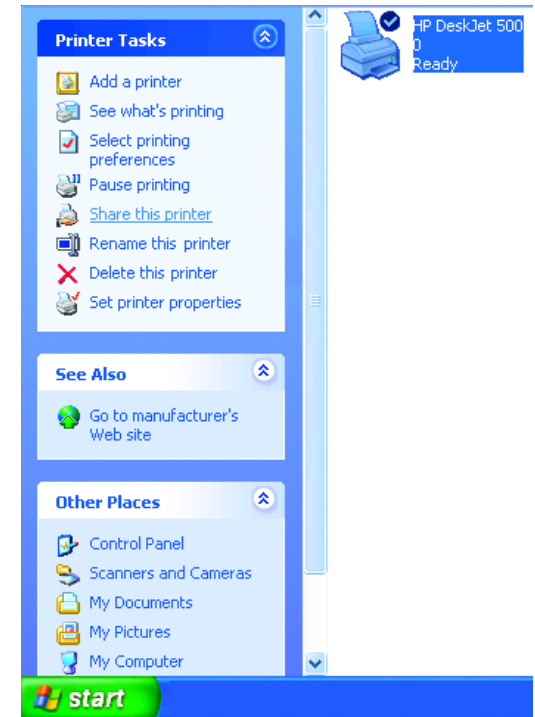 Printer Tasks
Add a printer
See what's printing
Select printing
preferences
Pause printing
Share this printer
Rename this printer
Delete this printer
Set printer properties
See Also
Go to manufacturer's
Web site
Other Places
Control Panel
Scanners and Cameras
My Documents
My Pictures
My Computer
HP DeskJet 500
0
Ready
start